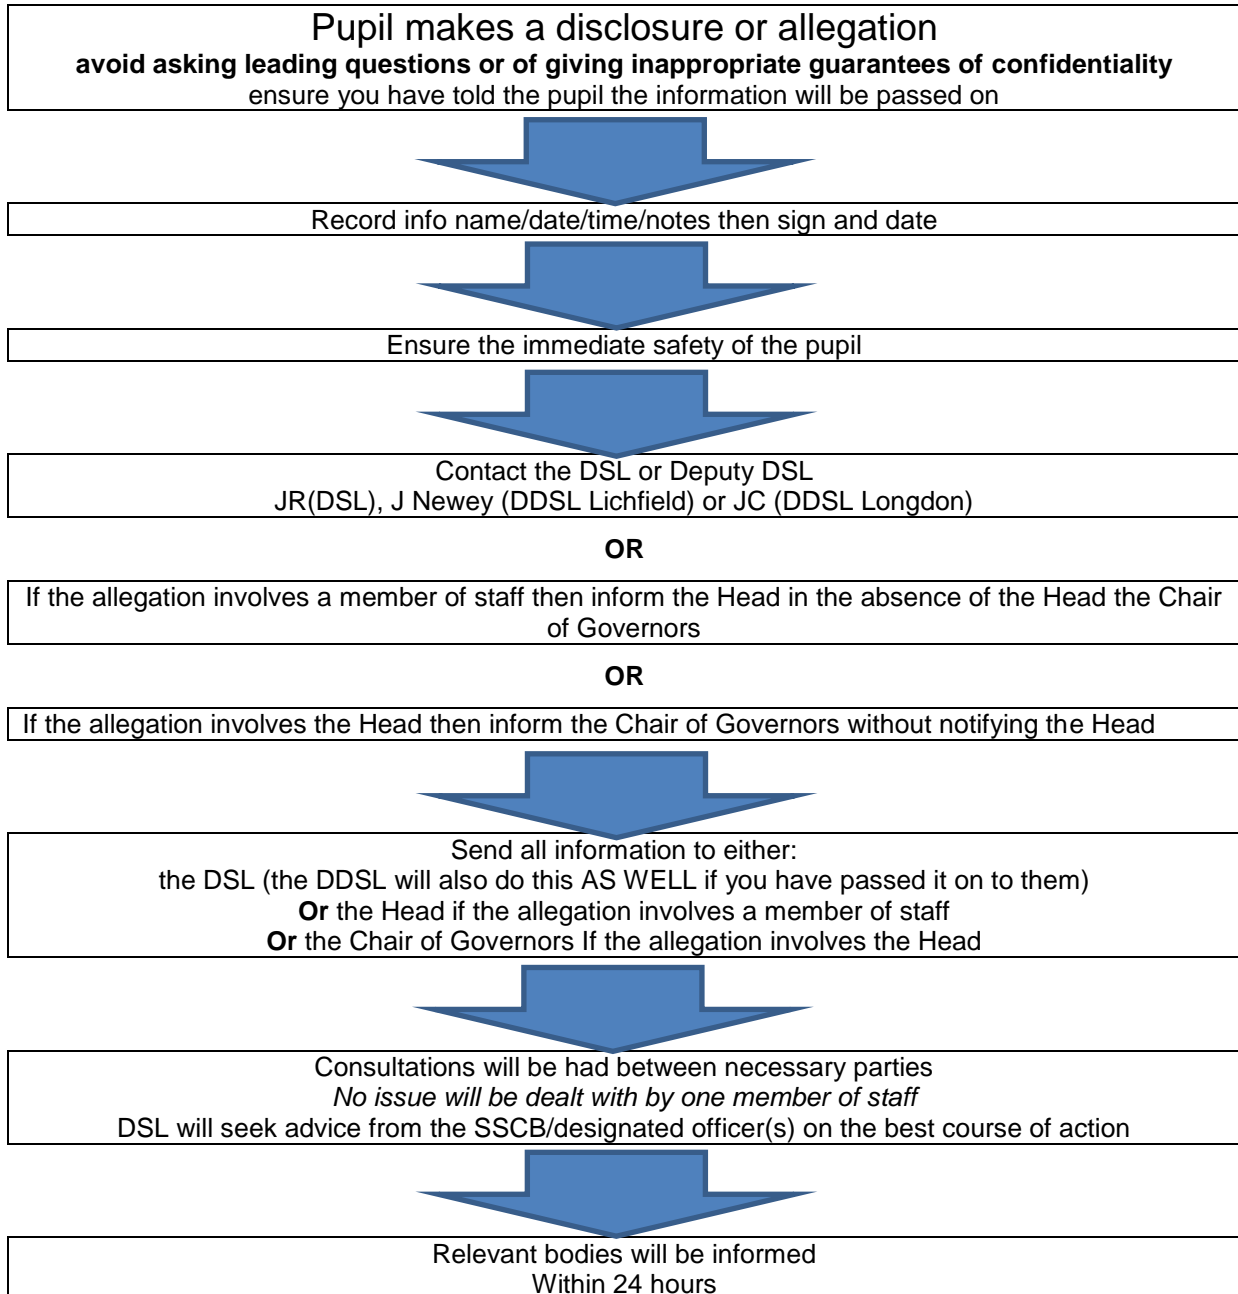 Pupil makes a disclosure or allegation
avoid asking leading questions or of giving inappropriate guarantees of confidentiality
ensure you have told the pupil the information will be passed on
Record info name/date/time/notes then sign and date
Ensure the immediate safety of the pupil
Contact the DSL or Deputy DSL
JR(DSL), J Newey (DDSL Lichfield) or JC (DDSL Longdon)
OR
If the allegation involves a member of staff then inform the Head in the absence of the Head the Chair
of Governors
OR
If the allegation involves the Head then inform the Chair of Governors without notifying the Head
Send all information to either:
the DSL (the DDSL will also do this AS WELL if you have passed it on to them)
Or the Head if the allegation involves a member of staff
Or the Chair of Governors If the allegation involves the Head
Consultations will be had between necessary parties
No issue will be dealt with by one member of staff
DSL will seek advice from the SSCB/designated officer(s) on the best course of action
Relevant bodies will be informed
Within 24 hours